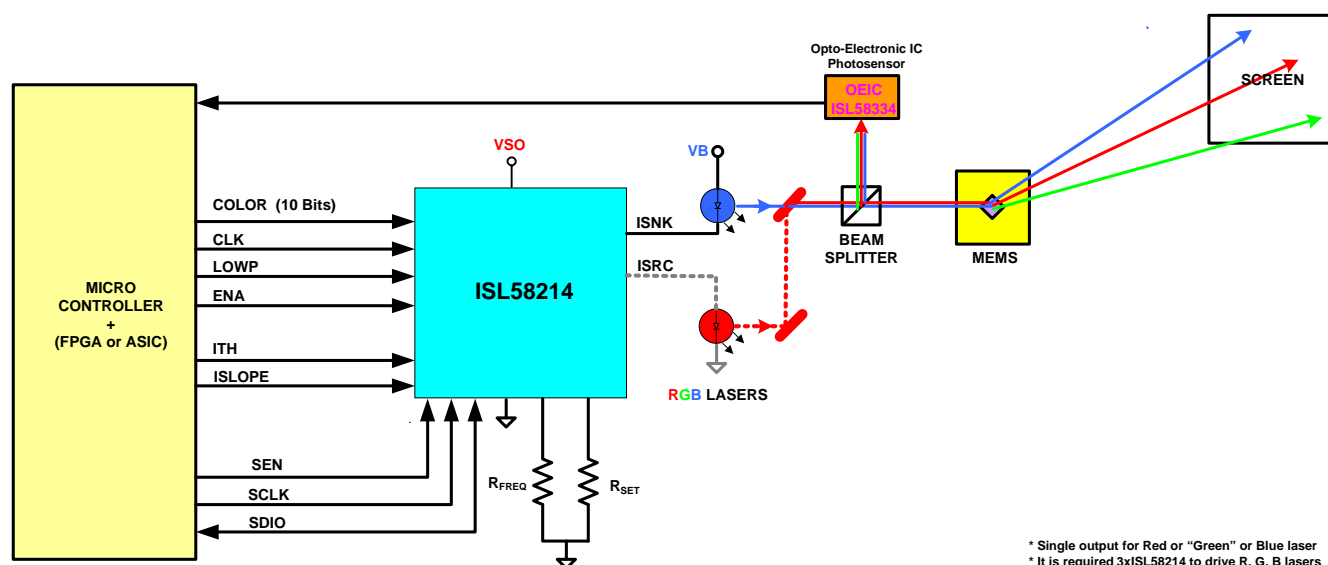 Opto-Electronic IC
Photosensor
OEIC
ISL58334
SCREEN
VSO
VB
COLOR (10 Bits)
CLK
LOWP
ENA
ITH
ISLOPE
MICRO
CONTROLLER
+
(FPGA or ASIC)
ISL58214
ISNK
ISRC
BEAM
SPLITTER
MEMS
RGB LASERS
SEN
SCLK
SDIO
RFREQ
RSET
* Single output for Red or “Green” or Blue laser
* It is required 3xISL58214 to drive R, G, B lasers